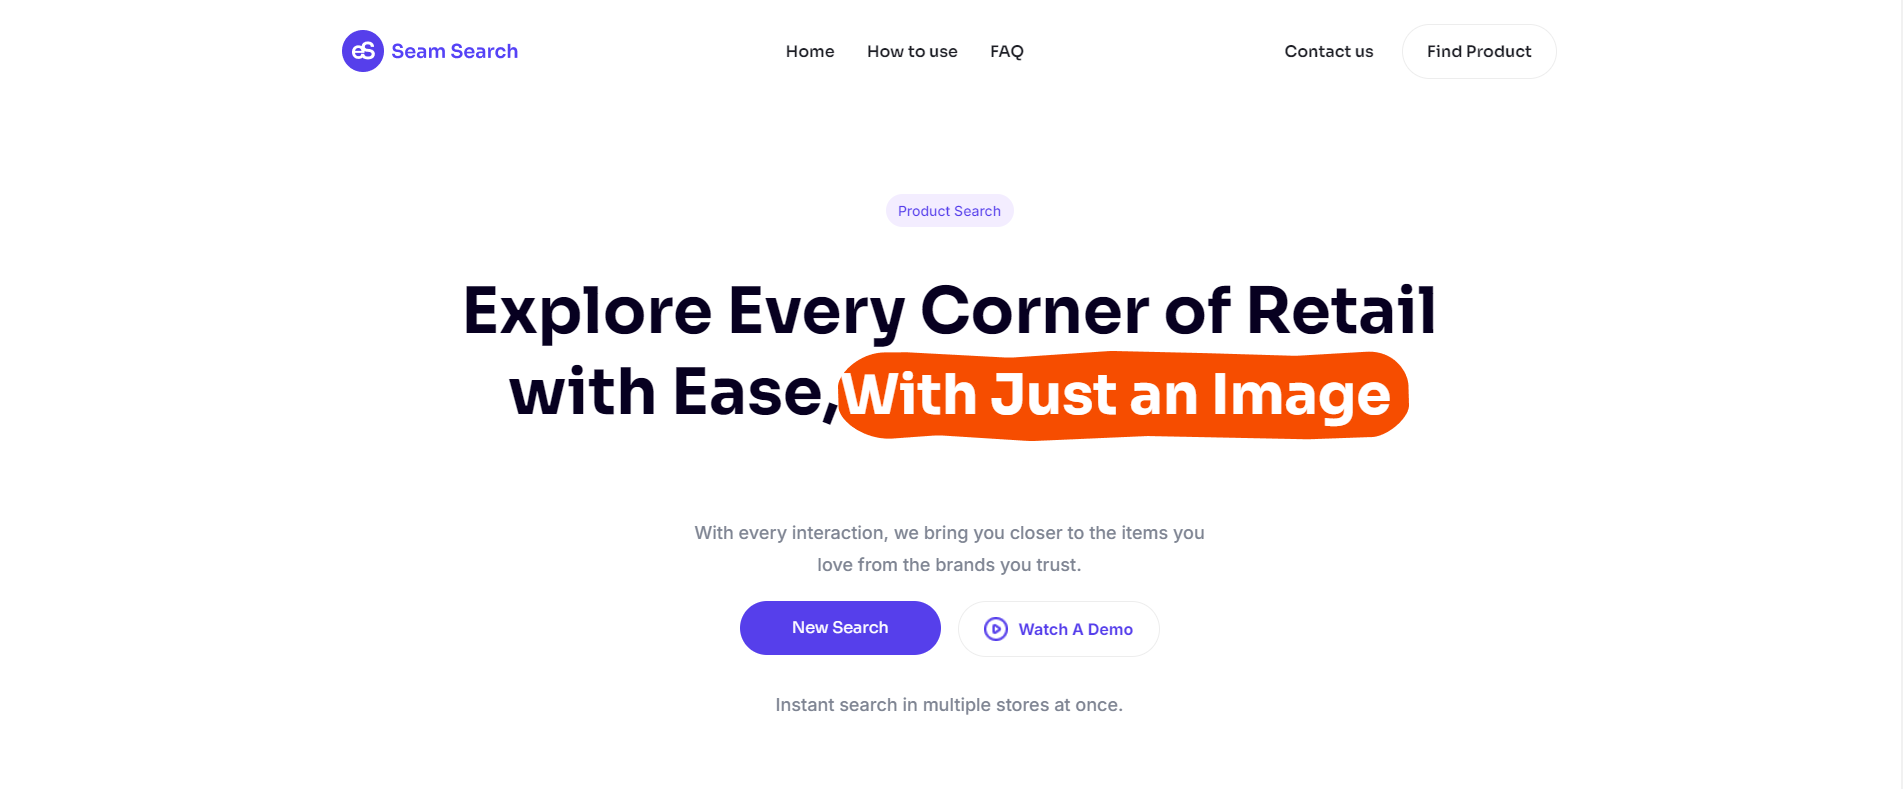 eS Seam Search
Home How to use FAQ
Contact us Find Product
Product Search
Explore Every Corner of Retail
with Ease, With Just an Image
With every interaction, we bring you closer to the items you
love from the brands you trust.
New Search Watch A Demo
Instant search in multiple stores at once.